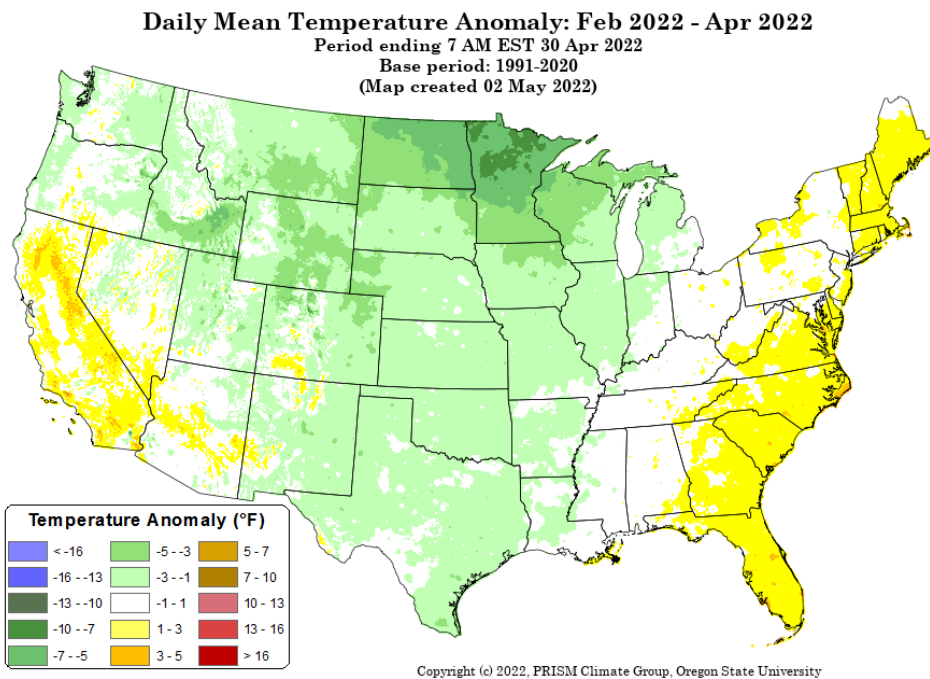 Daily Mean Temperature Anomaly: Feb 2022 - Apr 2022
Period ending 7 AM EST 30 Apr 2022
Base period: 1991-2020
(Map created 02 May 2022)
Temperature Anomaly (°F)
< -16
-16 - -13
-13 - -10
-10 - -7
-7 - -5
-5 - -3
-3 - -1
-1 - 1
1 - 3
3 - 5
5 - 7
7 - 10
10 - 13
13 - 16
> 16
Copyright (c) 2022, PRISM Climate Group, Oregon State University